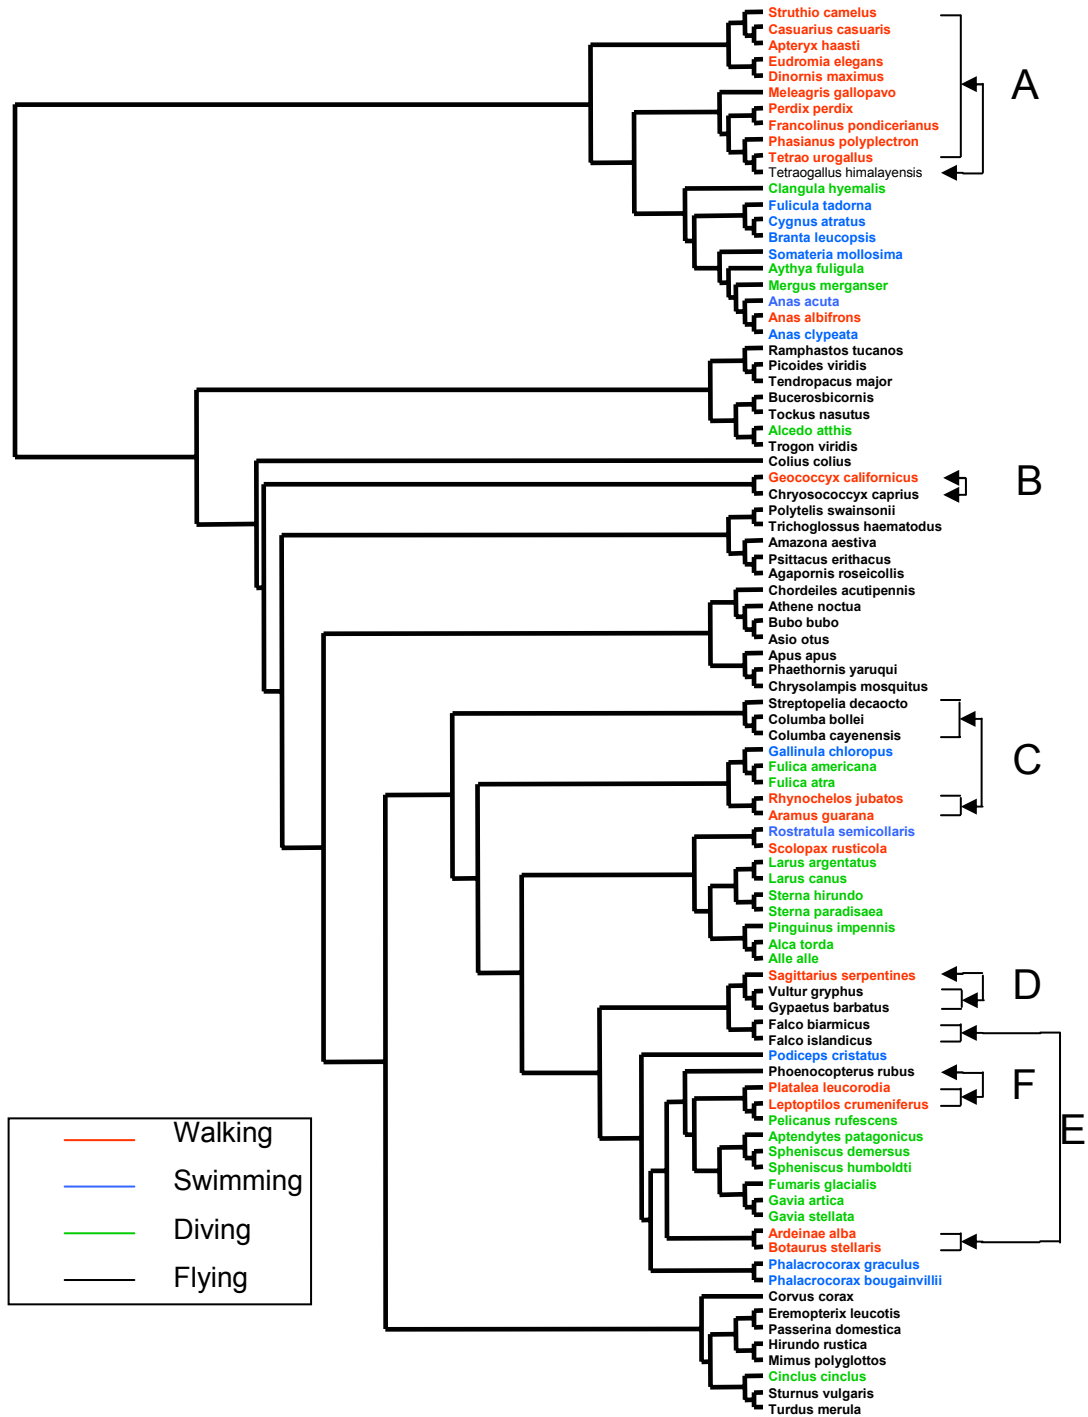 Struthio camelus
Casuarius casuaris
Apteryx haasti
Eudromia elegans
Dinornis maximus
A
Meleagris gallopavo
Perdix perdix
Francolinus pondicerianus
Phasianus polyplectron
Tetrao urogallus
Tetraogallus himalayensis
Clangula hyemalis
Fulicula tadorna
Cygnus atratus
Branta leucopsis
Somateria mollosima
Aythya fuligula
Mergus merganser
Anas acuta
Anas albifrons
Anas clypeata
Ramphastos tucanos
Picoides viridis
Tendropacus major
Bucerosbicornis
Tockus nasutus
Alcedo atthis
Trogon viridis
Colius colius
Geococcyx californicus
B
Chryosococcyx caprius
Polytelis swainsonii
Trichoglossus haematodus
Amazona aestiva
Psittacus erithacus
Agapornis roseicollis
Chordeiles acutipennis
Athene noctua
Bubo bubo
Asio otus
Apus apus
Phaethornis yaruqui
Chrysolampis mosquitus
Streptopelia decaocto
Columba bollei
Columba cayenensis
Gallinula chloropus
C
Fulica americana
Fulica atra
Rhynochelos jubatos
Aramus guarana
Rostratula semicollaris
Scolopax rusticola
Larus argentatus
Larus canus
Sterna hirundo
Sterna paradisaea
Pinguinus impennis
Alca torda
Alle alle
Sagittarius serpentines
D
Vultur gryphus
Gypaetus barbatus
Falco biarmicus
Falco islandicus
Podiceps cristatus
Phoenocopterus rubus
F
Platalea leucorodia
Leptoptilos crumeniferus
Pelicanus rufescens
E
Aptendytes patagonicus
Spheniscus demersus
Spheniscus humboldti
Fumaris glacialis
Gavia artica
Gavia stellata
Ardeinae alba
Botaurus stellaris
Phalacrocorax graculus
Phalacrocorax bougainvillii
Corvus corax
Eremopterix leucotis
Passerina domestica
Hirundo rustica
Mimus polyglottos
Cinclus cinclus
Sturnus vulgaris
Turdus merula
Walking
Swimming
Diving
Flying